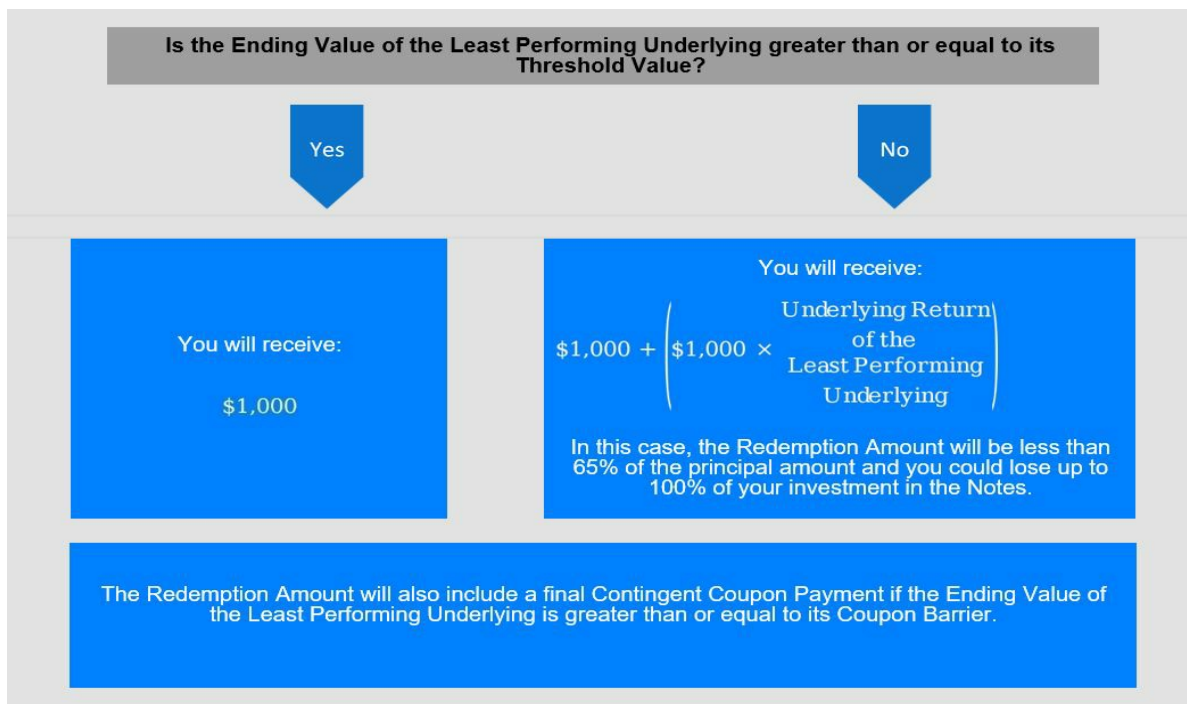 Is the Ending Value of the Least Performing Underlying greater than or equal to its
Threshold Value?
Yes
No
You will receive:
$1,000
You will receive:
$1,000 + ($1,000 × Underlying Return
of the
Least Performing
Underlying)
In this case, the Redemption Amount will be less than
65% of the principal amount and you could lose up to
100% of your investment in the Notes.
The Redemption Amount will also include a final Contingent Coupon Payment if the Ending Value of
the Least Performing Underlying is greater than or equal to its Coupon Barrier.